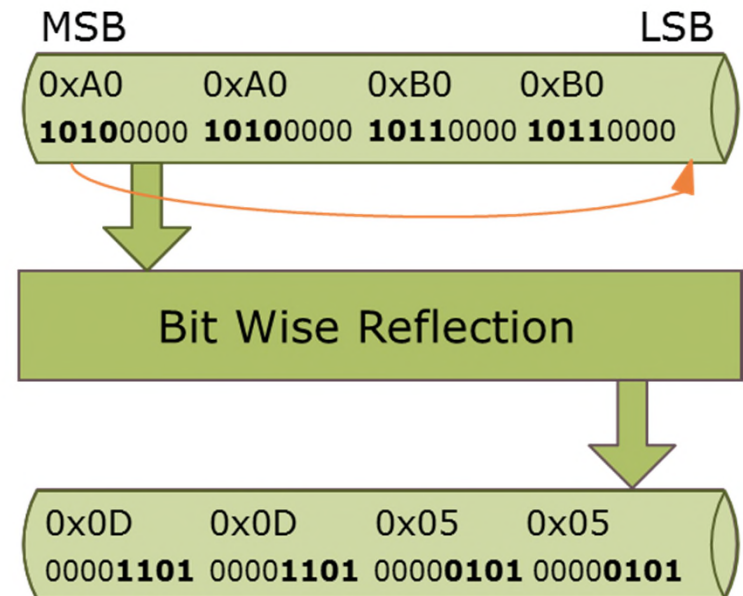 MSB LSB
0xA0 0xA0 0xB0 0xB0
10100000 10100000 10110000 10110000
Bit Wise Reflection
0x0D 0x0D 0x05 0x05
00001101 00001101 00000101 00000101